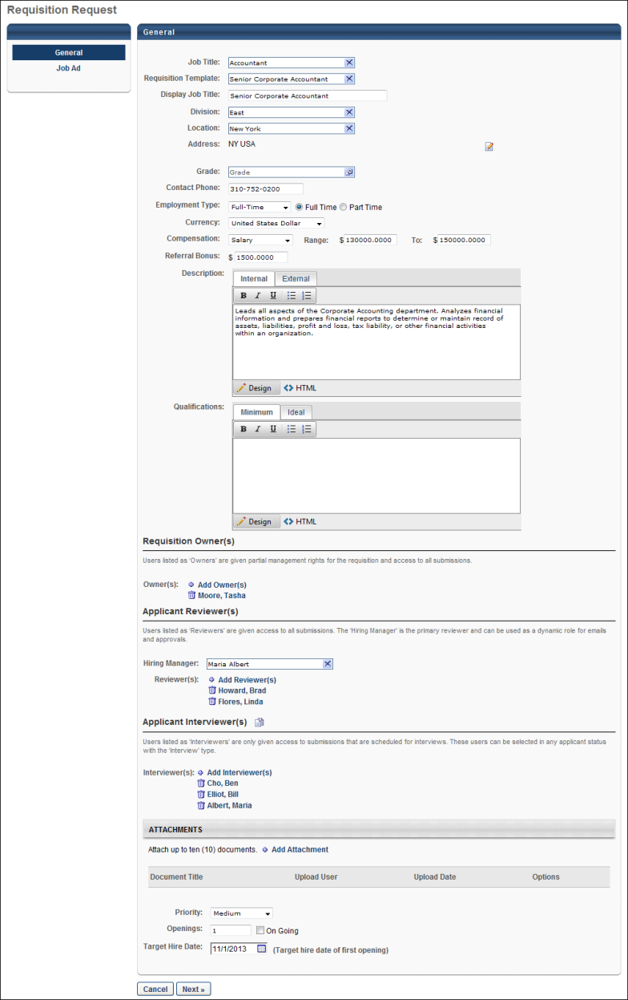 Requisition Request
General
General
Job Ad
Job Title: Accountant
Requisition Template: Senior Corporate Accountant
Display Job Title: Senior Corporate Accountant
Division: East
Location: New York
Address: NY USA
Grade: Grade
Contact Phone: 310-752-0200
Employment Type: Full-Time Full Time Part Time
Currency: United States Dollar
Compensation: Salary Range: $ 130000.0000 To: $ 150000.0000
Referral Bonus: $ 1500.0000
Description: Internal External
B I U
Leads all aspects of the Corporate Accounting department. Analyzes financial
information and prepares financial reports to determine or maintain record of
assets, liabilities, profit and loss, tax liability, or other financial activities
within an organization.
Design <> HTML
Qualifications: Minimum Ideal
B I U
Design <> HTML
Requisition Owner(s)
Users listed as 'Owners' are given partial management rights for the requisition and access to all submissions.
Owner(s): Add Owner(s)
Moore, Tasha
Applicant Reviewer(s)
Users listed as 'Reviewers' are given access to all submissions. The 'Hiring Manager' is the primary reviewer and can be used as a dynamic role for emails
and approvals.
Hiring Manager: Maria Albert
Reviewer(s): Add Reviewer(s)
Howard, Brad
Flores, Linda
Applicant Interviewer(s)
Users listed as 'Interviewers' are only given access to submissions that are scheduled for interviews. These users can be selected in any applicant status
with the 'Interview' type.
Interviewer(s): Add Interviewer(s)
Cho, Ben
Elliot, Bill
Albert, Maria
ATTACHMENTS
Attach up to ten (10) documents. Add Attachment
Document Title Upload User Upload Date Options
Priority: Medium
Openings: 1 On Going
Target Hire Date: 11/1/2013 (Target hire date of first opening)
Cancel Next »